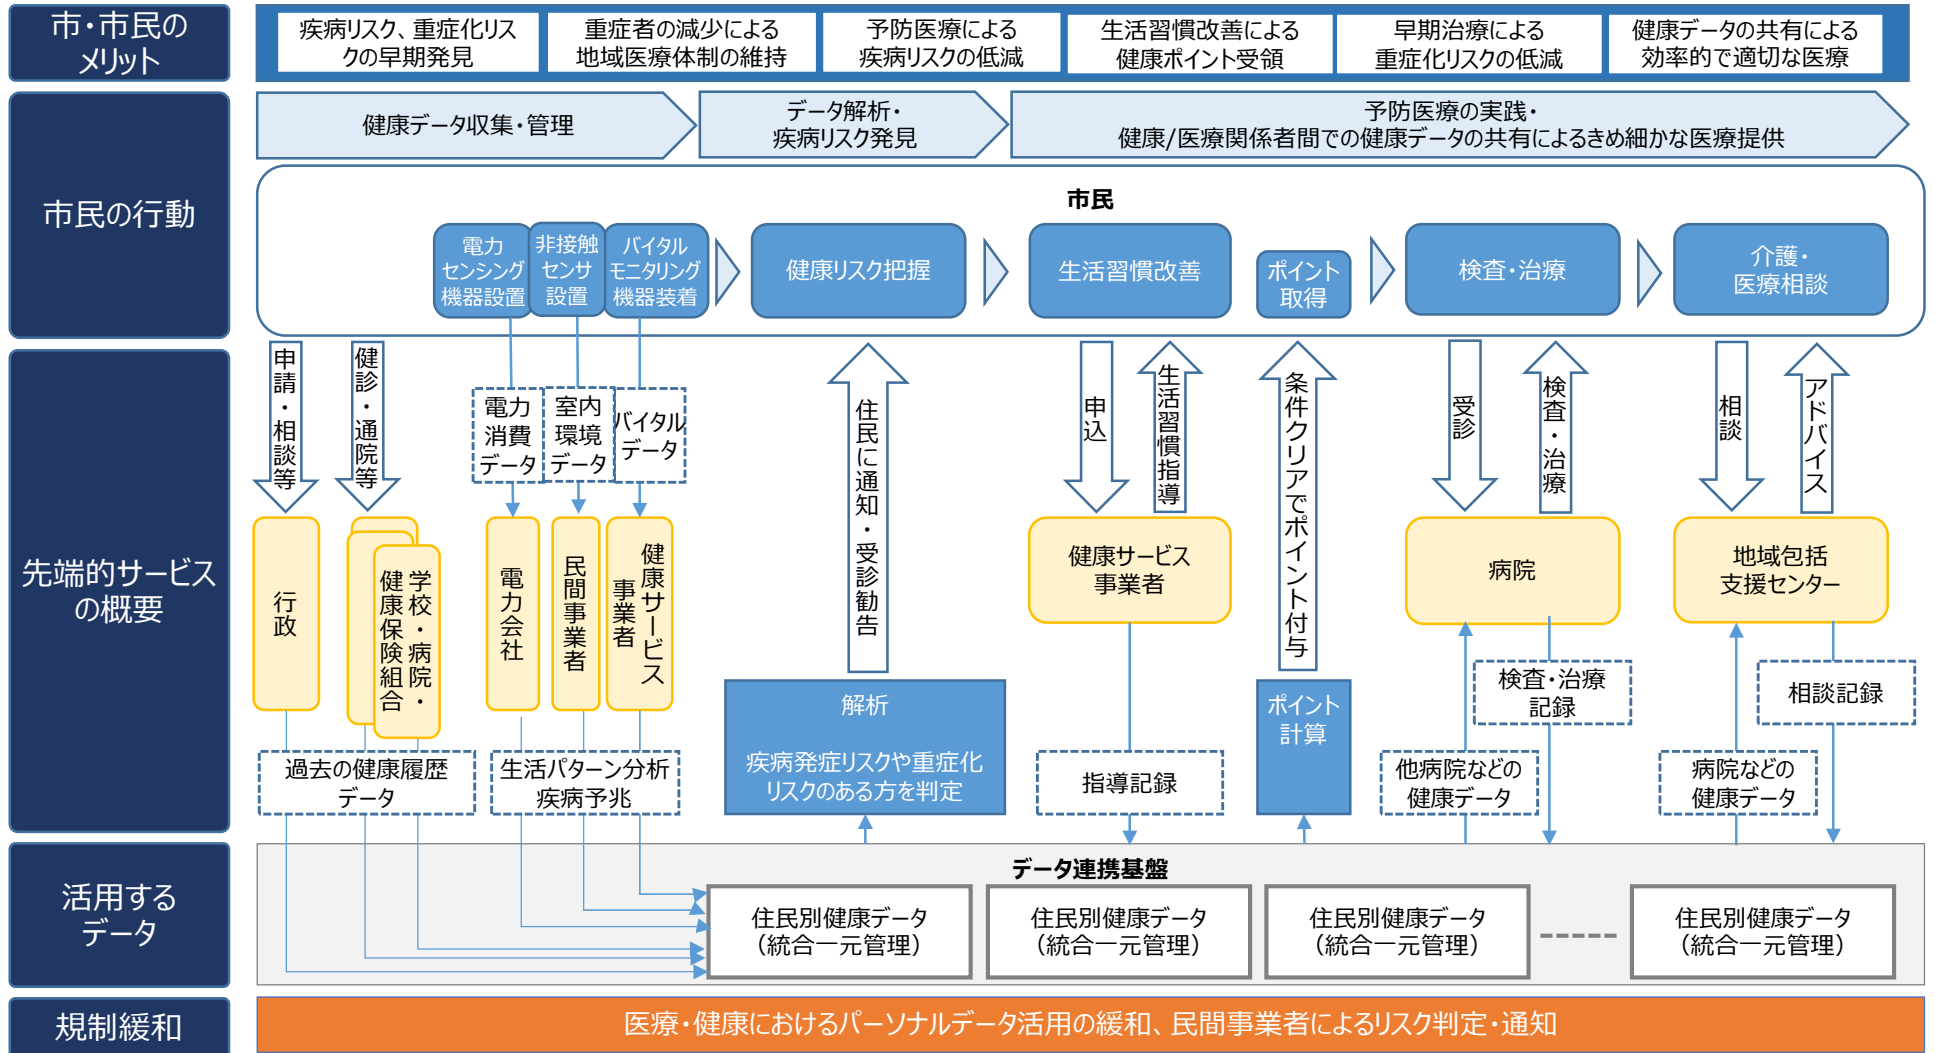 市・市民の
メリット
疾病リスク、重症化リス
クの早期発見
重症者の減少による
地域医療体制の維持
予防医療による
疾病リスクの低減
生活習慣改善による
健康ポイント受領
早期治療による
重症化リスクの低減
健康データの共有による
効率的で適切な医療
市民の行動
健康データ収集・管理
データ解析・
疾病リスク発見
予防医療の実践・
健康/医療関係者間での健康データの共有によるきめ細かな医療提供
市民
電力
センシング
機器設置
非接触
センサ
設置
バイタル
モニタリング
機器装着
健康リスク把握
生活習慣改善
ポイント
取得
検査・治療
介護・
医療相談
先端的サービス
の概要
申請・相談等
健診・通院等
電力
消費
データ
室内
環境
データ
バイタル
データ
住民に通知・受診勧告
申込
生活習慣指導
条件クリアでポイント付与
受診
検査・治療
相談
アドバイス
行政
学校・病院・
健康保険組合
電力会社
民間事業者
健康サービス
事業者
健康サービス
事業者
病院
地域包括
支援センター
過去の健康履歴
データ
生活パターン分析
疾病予兆
解析
疾病発症リスクや重症化
リスクのある方を判定
指導記録
ポイント
計算
他病院などの
健康データ
検査・治療
記録
病院などの
健康データ
相談記録
活用する
データ
データ連携基盤
住民別健康データ
(統合一元管理)
住民別健康データ
(統合一元管理)
住民別健康データ
(統合一元管理)
住民別健康データ
(統合一元管理)
規制緩和
医療・健康におけるパーソナルデータ活用の緩和、民間事業者によるリスク判定・通知